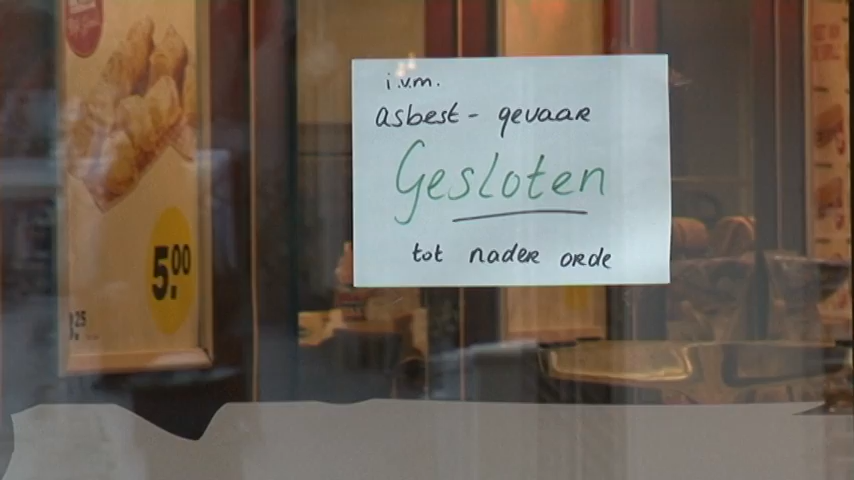 i.v.m.
asbest - gevaar
Gesloten
tot nader orde
5.00